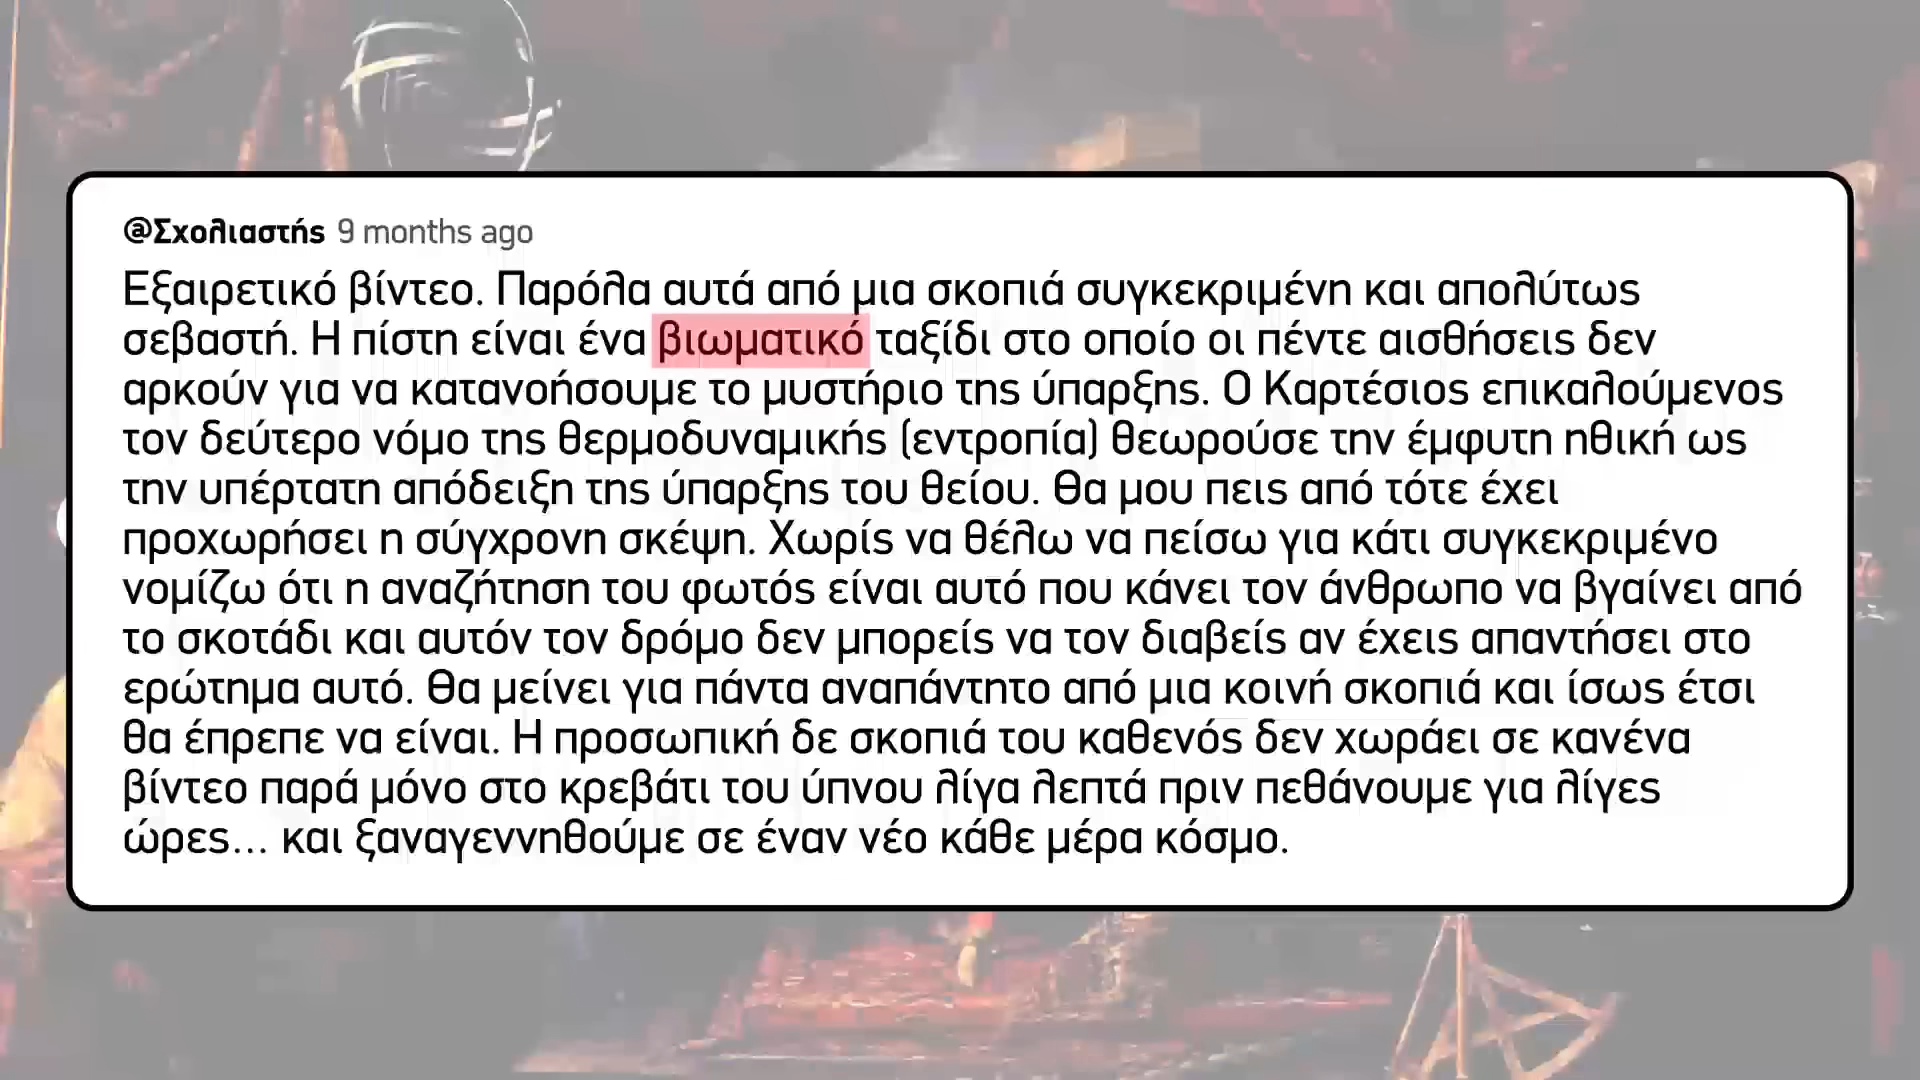 @Σχολιαστής 9 months ago
Εξαιρετικό βίντεο. Παρόλα αυτά από μια σκοπιά συγκεκριμένη και απολύτως
σεβαστή. Η πίστη είναι ένα βιωματικό ταξίδι στο οποίο οι πέντε αισθήσεις δεν
αρκούν για να κατανοήσουμε το μυστήριο της ύπαρξης. Ο Καρτέσιος επικαλούμενος
τον δεύτερο νόμο της θερμοδυναμικής (εντροπία) θεωρούσε την έμφυτη ηθική ως
την υπέρτατη απόδειξη της ύπαρξης του θείου. Θα μου πεις από τότε έχει
προχωρήσει η σύγχρονη σκέψη. Χωρίς να θέλω να πείσω για κάτι συγκεκριμένο
νομίζω ότι η αναζήτηση του φωτός είναι αυτό που κάνει τον άνθρωπο να βγαίνει από
το σκοτάδι και αυτόν τον δρόμο δεν μπορείς να τον διαβείς αν έχεις απαντήσει στο
ερώτημα αυτό. Θα μείνει για πάντα αναπάντητο από μια κοινή σκοπιά και ίσως έτσι
θα έπρεπε να είναι. Η προσωπική δε σκοπιά του καθενός δεν χωράει σε κανένα
βίντεο παρά μόνο στο κρεβάτι του ύπνου λίγα λεπτά πριν πεθάνουμε για λίγες
ώρες... και ξαναγεννηθούμε σε έναν νέο κάθε μέρα κόσμο.